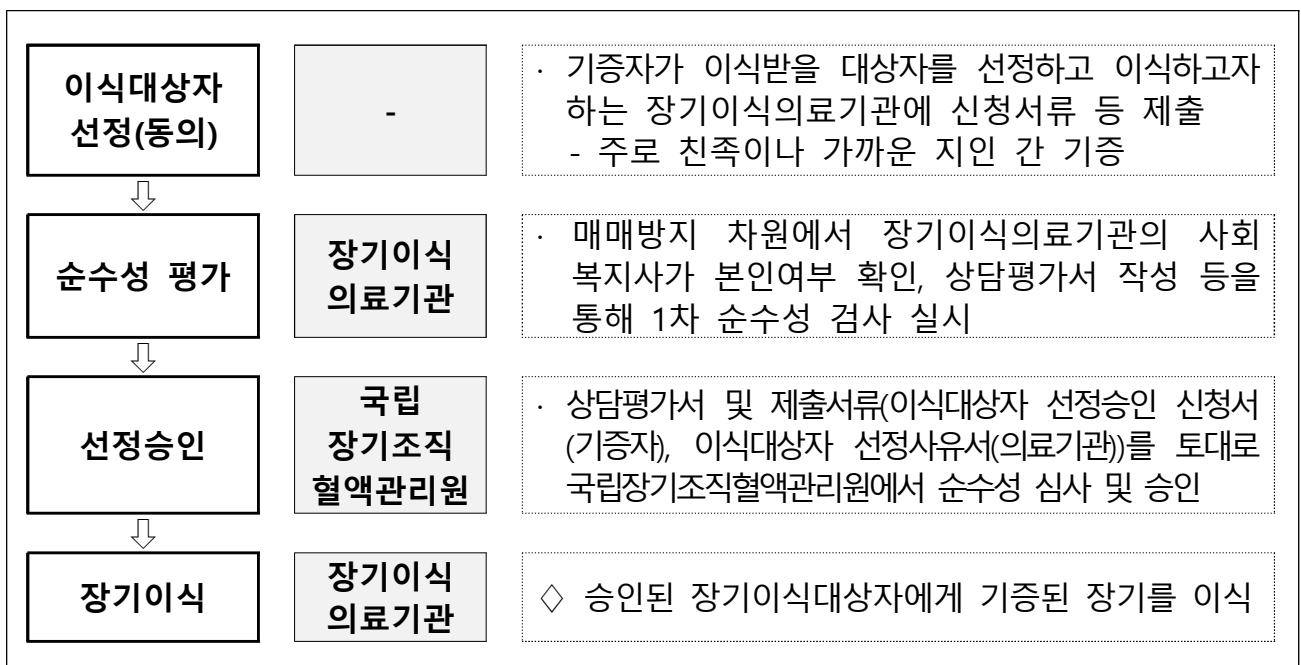 이식대상자
선정(동의)
-
· 기증자가 이식받을 대상자를 선정하고 이식하고자
하는 장기이식의료기관에 신청서류 등 제출
- 주로 친족이나 가까운 지인 간 기증
순수성 평가
장기이식
의료기관
· 매매방지 차원에서 장기이식의료기관의 사회
복지사가 본인여부 확인, 상담평가서 작성 등을
통해 1차 순수성 검사 실시
선정승인
국립
장기조직
혈액관리원
· 상담평가서 및 제출서류(이식대상자 선정승인 신청서
(기증자), 이식대상자 선정사유서(의료기관))를 토대로
국립장기조직혈액관리원에서 순수성 심사 및 승인
장기이식
장기이식
의료기관
◇ 승인된 장기이식대상자에게 기증된 장기를 이식